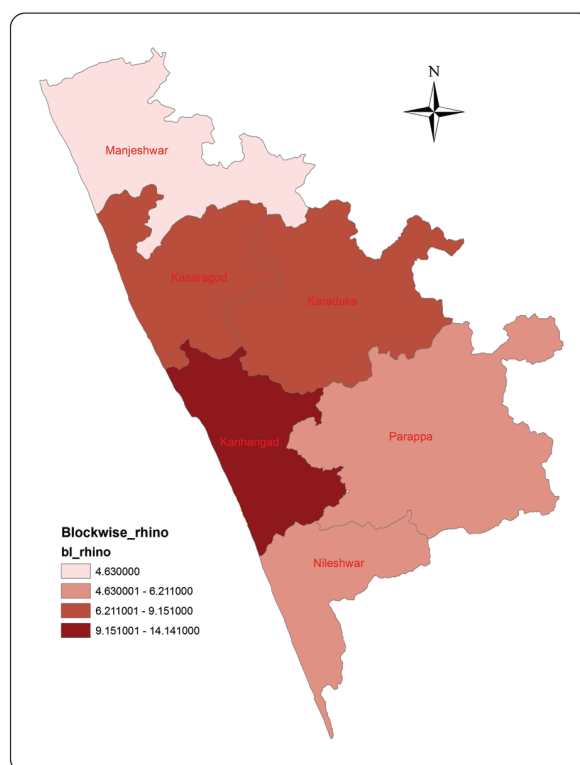 N
Manjeshwar
Kasaragod
Karaduka
Kanhangad
Parappa
Nileshwar
Blockwise_rhino
bl_rhino
4.630000
4.630001 - 6.211000
6.211001 - 9.151000
9.151001 - 14.141000